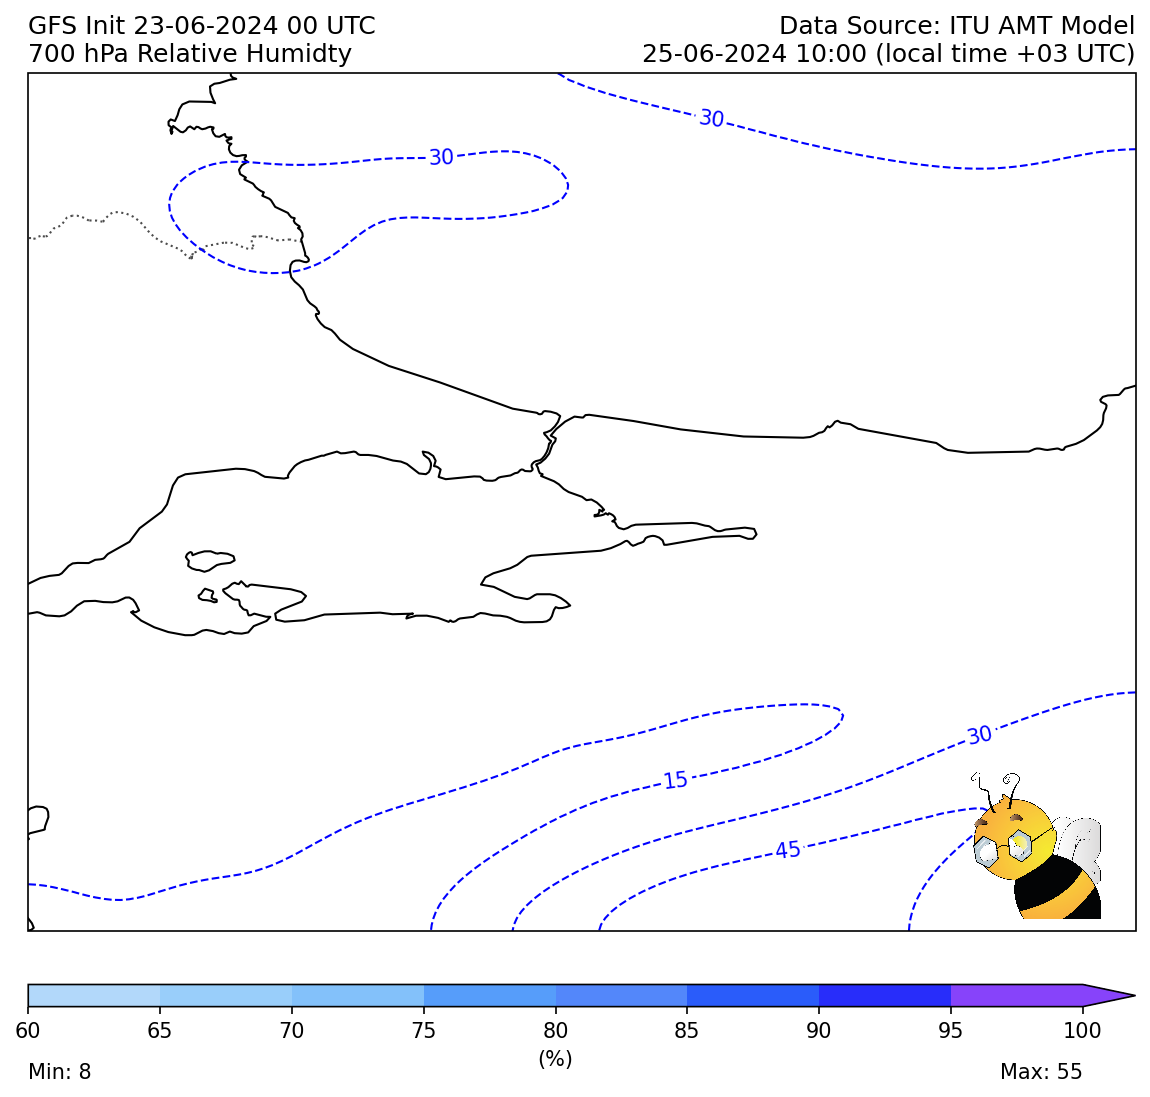 GFS Init 23-06-2024 00 UTC
Data Source: ITU AMT Model
700 hPa Relative Humidty
25-06-2024 10:00 (local time +03 UTC)
30
30
30
15
45
60 65 70 75 80 85 90 95 100
(%)
Min: 8
Max: 55